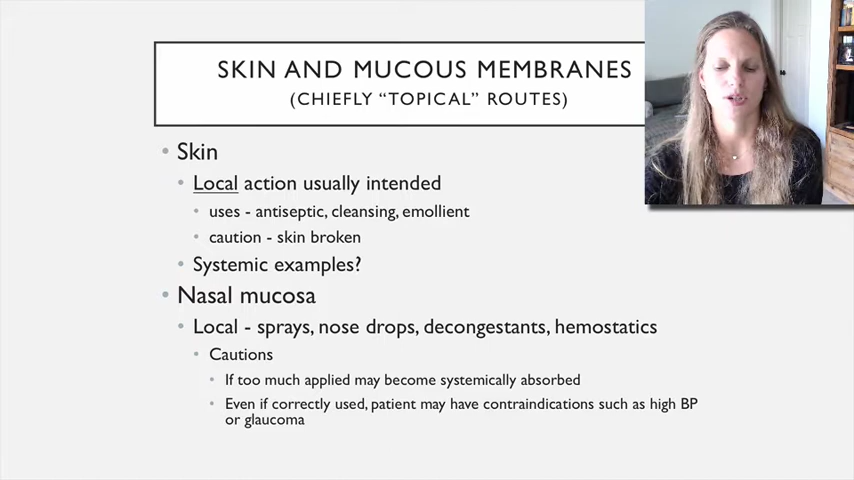 SKIN AND MUCOUS MEMBRANES
(CHIEFLY “TOPICAL” ROUTES)
• Skin
• Local action usually intended
• uses - antiseptic, cleansing, emollient
• caution - skin broken
• Systemic examples?
• Nasal mucosa
• Local - sprays, nose drops, decongestants, hemostatics
• Cautions
• If too much applied may become systemically absorbed
• Even if correctly used, patient may have contraindications such as high BP
or glaucoma